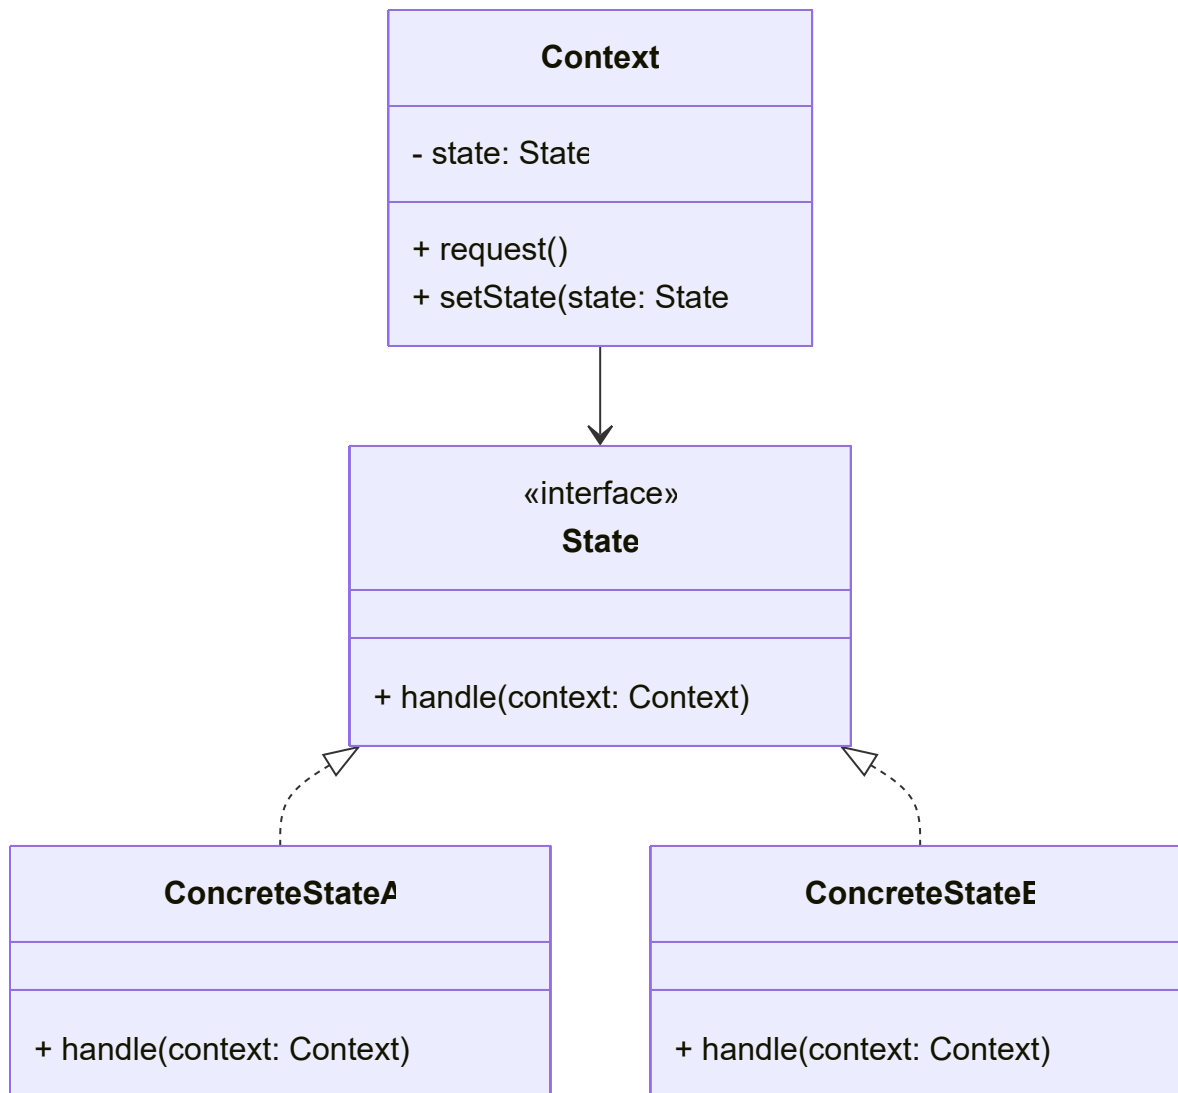 Context
- state: State
+ request()
+ setState(state: State
«interface»
State
+ handle(context: Context)
ConcreteStateA
ConcreteStateB
+ handle(context: Context)
+ handle(context: Context)